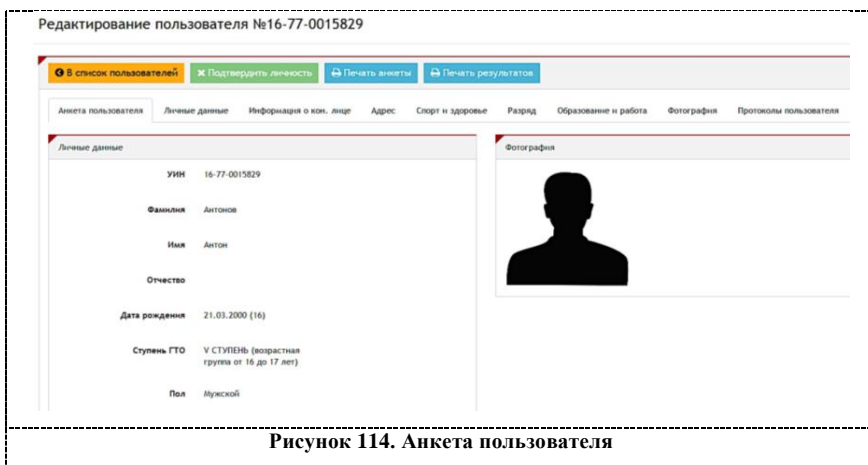 Редактирование пользователя №16-77-0015829
В список пользователей Подтвердить личность Печать анкеты Печать результатов
Анкета пользователя Личные данные Информация о кон. лице Адрес Спорт и здоровье Разряд Образование и работа Фотография Протоколы пользователя
Личные данные
Фотография
УИН 16-77-0015829
Фамилия Антонов
Имя Антон
Отчество
Дата рождения 21.03.2000 (16)
Ступень ГТО V СТУПЕНЬ (возрастная
группа от 16 до 17 лет)
Пол Мужской
Рисунок 114. Анкета пользователя